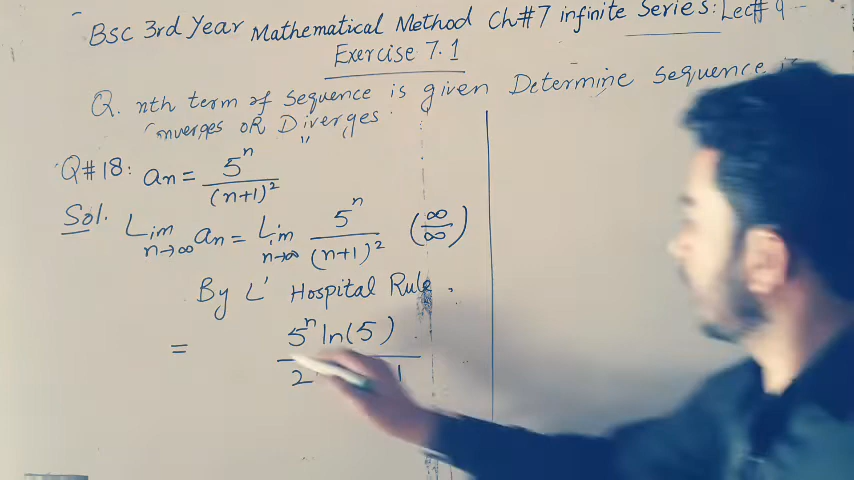 Bsc 3rd Year Mathematical Method Ch#7 infinite Series: Lec# 9
Exercise 7.1
Q. nth term of sequence is given Determine sequence is
Converges OR Diverges
Q#18: an = 5^n / (n+1)^2
Sol. Lim n→∞ an = Lim n→∞ 5^n / (n+1)^2 (∞/∞)
By L' Hospital Rule.
= 5^n ln(5) / 2